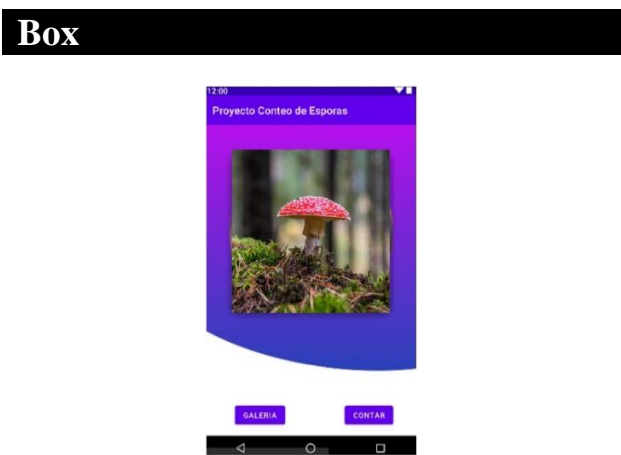 Box
12:00
Proyecto Conteo de Esporas
GALERIA
CONTAR